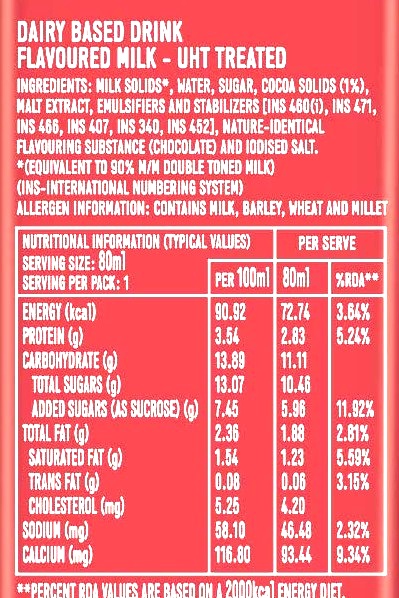 DAIRY BASED DRINK
FLAVOURED MILK - UHT TREATED
INGREDIENTS: MILK SOLIDS*, WATER, SUGAR, COCOA SOLIDS (1%),
MALT EXTRACT, EMULSIFIERS AND STABILIZERS [INS 460(i), INS 471,
INS 466, INS 407, INS 340, INS 452], NATURE-IDENTICAL
FLAVOURING SUBSTANCE (CHOCOLATE) AND IODISED SALT.
*(EQUIVALENT TO 90% M/M DOUBLE TONED MILK)
(INS-INTERNATIONAL NUMBERING SYSTEM)
ALLERGEN INFORMATION: CONTAINS MILK, BARLEY, WHEAT AND MILLET
NUTRITIONAL INFORMATION (TYPICAL VALUES) PER SERVE
SERVING SIZE: 80ml
SERVING PER PACK: 1 PER 100ml 80ml %RDA**
ENERGY (kcal) 90.92 72.74 3.64%
PROTEIN (g) 3.54 2.83 5.24%
CARBOHYDRATE (g) 13.89 11.11
TOTAL SUGARS (g) 13.07 10.46
ADDED SUGARS (AS SUCROSE) (g) 7.45 5.96 11.92%
TOTAL FAT (g) 2.36 1.88 2.81%
SATURATED FAT (g) 1.54 1.23 5.59%
TRANS FAT (g) 0.08 0.06 3.15%
CHOLESTEROL (mg) 5.25 4.20
SODIUM (mg) 58.10 46.48 2.32%
CALCIUM (mg) 116.80 93.44 9.34%
**PERCENT RDA VALUES ARE BASED ON A 2000kcal ENERGY DIET.